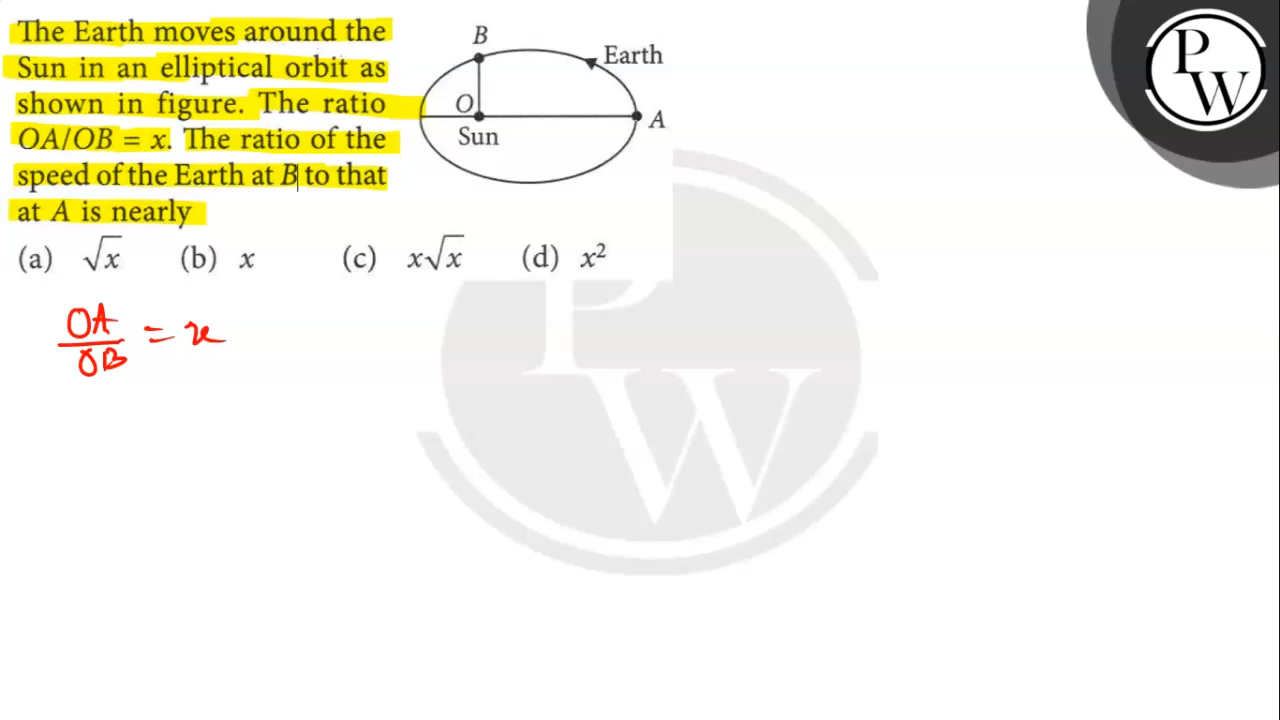 The Earth moves around the
Sun in an elliptical orbit as
shown in figure. The ratio
OA/OB = x. The ratio of the
speed of the Earth at B to that
at A is nearly
B
Earth
O
A
Sun
(a) √x (b) x (c) x√x (d) x²
OA/OB = x
P
W
P
W